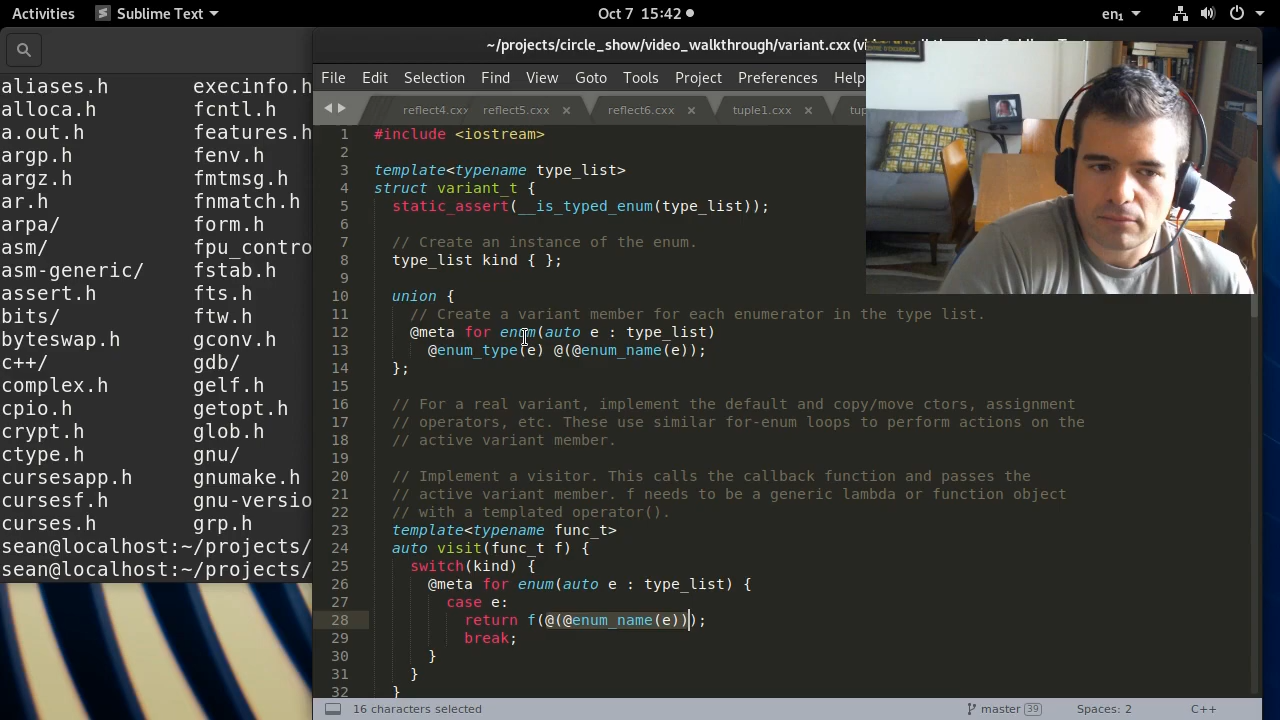 Activities Sublime Text Oct 7 15:42 en₁
~/projects/circle_show/video_walkthrough/variant.cxx
File Edit Selection Find View Goto Tools Project Preferences Help
reflect4.cxx reflect5.cxx reflect6.cxx tuple1.cxx
aliases.h execinfo.h
alloca.h fcntl.h
a.out.h features.h
argp.h fenv.h
argz.h fmtmsg.h
ar.h fnmatch.h
arpa/ form.h
asm/ fpu_contro
asm-generic/ fstab.h
assert.h fts.h
bits/ ftw.h
byteswap.h gconv.h
c++/ gdb/
complex.h gelf.h
cpio.h getopt.h
crypt.h glob.h
ctype.h gnu/
cursesapp.h gnumake.h
cursesf.h gnu-versio
curses.h grp.h
sean@localhost:~/projects/
sean@localhost:~/projects/
1 #include <iostream>
2
3 template<typename type_list>
4 struct variant_t {
5 static_assert(__is_typed_enum(type_list));
6
7 // Create an instance of the enum.
8 type_list kind { };
9
10 union {
11 // Create a variant member for each enumerator in the type list.
12 @meta for enum(auto e : type_list)
13 @enum_type(e) @(@enum_name(e));
14 };
15
16 // For a real variant, implement the default and copy/move ctors, assignment
17 // operators, etc. These use similar for-enum loops to perform actions on the
18 // active variant member.
19
20 // Implement a visitor. This calls the callback function and passes the
21 // active variant member. f needs to be a generic lambda or function object
22 // with a templated operator().
23 template<typename func_t>
24 auto visit(func_t f) {
25 switch(kind) {
26 @meta for enum(auto e : type_list) {
27 case e:
28 return f(@(@enum_name(e)));
29 break;
30 }
31 }
32 }
16 characters selected master 39 Spaces: 2 C++